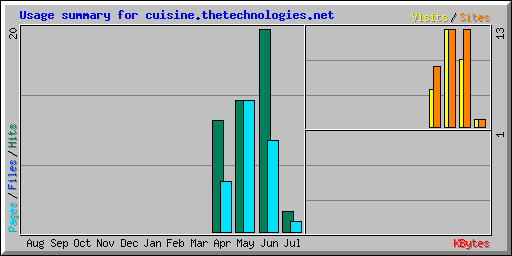 Usage summary for cuisine.thetechnologies.net
Visits/Sites
20
13
1
Pages/Files/Hits
Aug Sep Oct Nov Dec Jan Feb Mar Apr May Jun Jul
KBytes